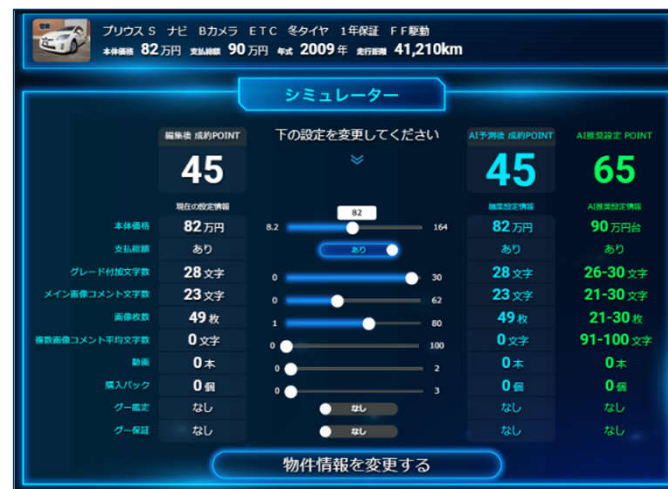 プリウス S ナビ Bカメラ ETC 冬タイヤ 1年保証 FF駆動
本体価格 82万円 支払総額 90万円 年式 2009年 走行距離 41,210km
シミュレーター
編集後 成約POINT 下の設定を変更してください AI予測後 成約POINT AI推奨設定 POINT
45 45 65
現在の設定情報 編集設定情報 AI推奨設定情報
82
本体価格 82万円 8.2 164 82万円 90万円台
支払総額 あり あり あり あり
グレード付加文字数 28文字 0 30 28文字 26-30文字
メイン画像コメント文字数 23文字 0 62 23文字 21-30文字
画像枚数 49枚 1 80 49枚 21-30枚
複数画像コメント平均文字数 0文字 0 100 0文字 91-100文字
動画 0本 0 2 0本 0本
購入パック 0個 0 3 0個 0個
グー鑑定 なし なし なし なし
グー保証 なし なし なし なし
物件情報を変更する